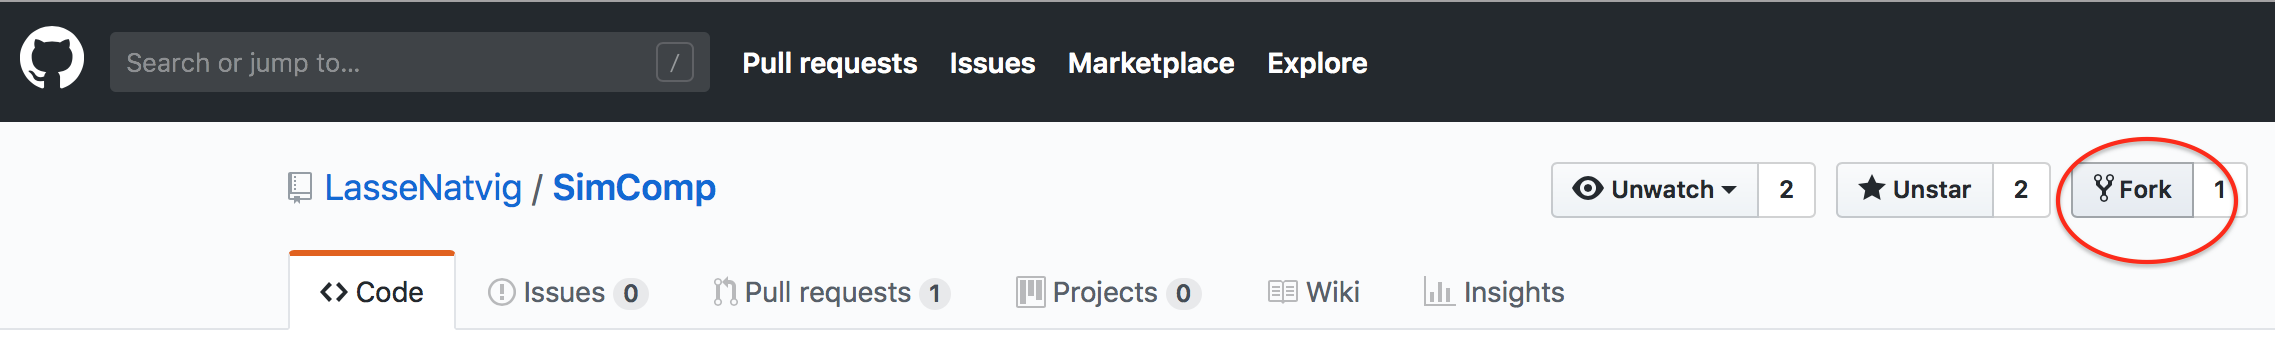 Search or jump to... / Pull requests Issues Marketplace Explore
LasseNatvig / SimComp Unwatch 2 Unstar 2 Fork 1
Code Issues 0 Pull requests 1 Projects 0 Wiki Insights